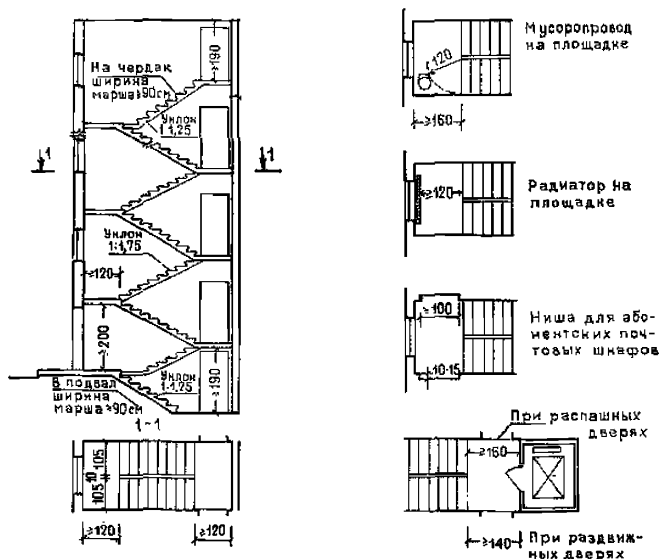 ≥190
На чердак
ширина
марша≥90см
Уклон
1:1,25
1
1
Уклон
1:1,75
≥120
≥200
Уклон
1:1,25
≥190
В подвал
ширина
марша≥90см
1-1
105
10
105
≥120
≥120
Мусоропровод
на площадке
≥120
≥160
Радиатор на
площадке
≥120
Ниша для або-
ментских поч-
товых шкафов
≥100
10-15
При распашных
дверях
≥160
≥140
При раздвиж-
ных дверях